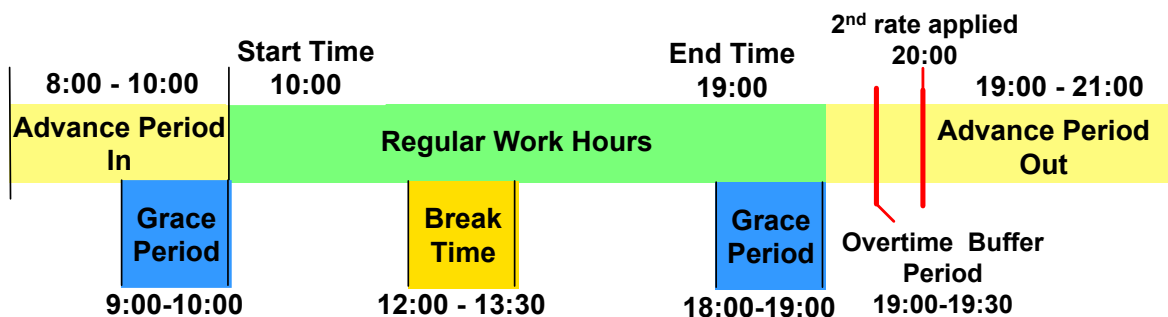 2nd rate applied
20:00
Start Time
10:00
End Time
19:00
8:00 - 10:00
19:00 - 21:00
Advance Period
In
Regular Work Hours
Advance Period
Out
Grace
Period
9:00-10:00
Break
Time
12:00 - 13:30
Grace
Period
18:00-19:00
Overtime Buffer
Period
19:00-19:30